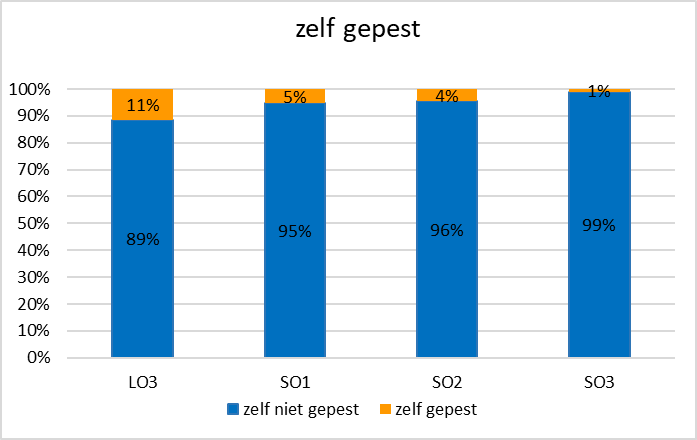 zelf gepest
100%
90%
80%
70%
60%
50%
40%
30%
20%
10%
0%
11% 5% 4% 1%
89% 95% 96% 99%
LO3 SO1 SO2 SO3
zelf niet gepest zelf gepest